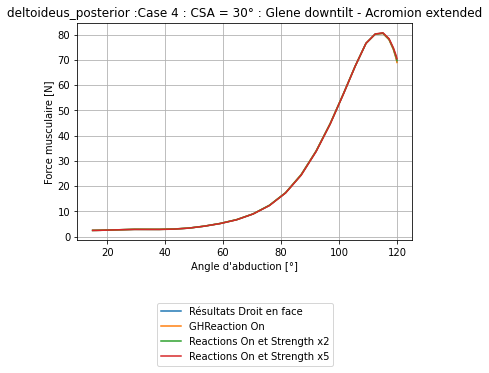 deltoideus_posterior :Case 4 : CSA = 30° : Glene downtilt - Acromion extended
Force musculaire [N]
80
70
60
50
40
30
20
10
0
20 40 60 80 100 120
Angle d'abduction [°]
Résultats Droit en face
GHReaction On
Reactions On et Strength x2
Reactions On et Strength x5